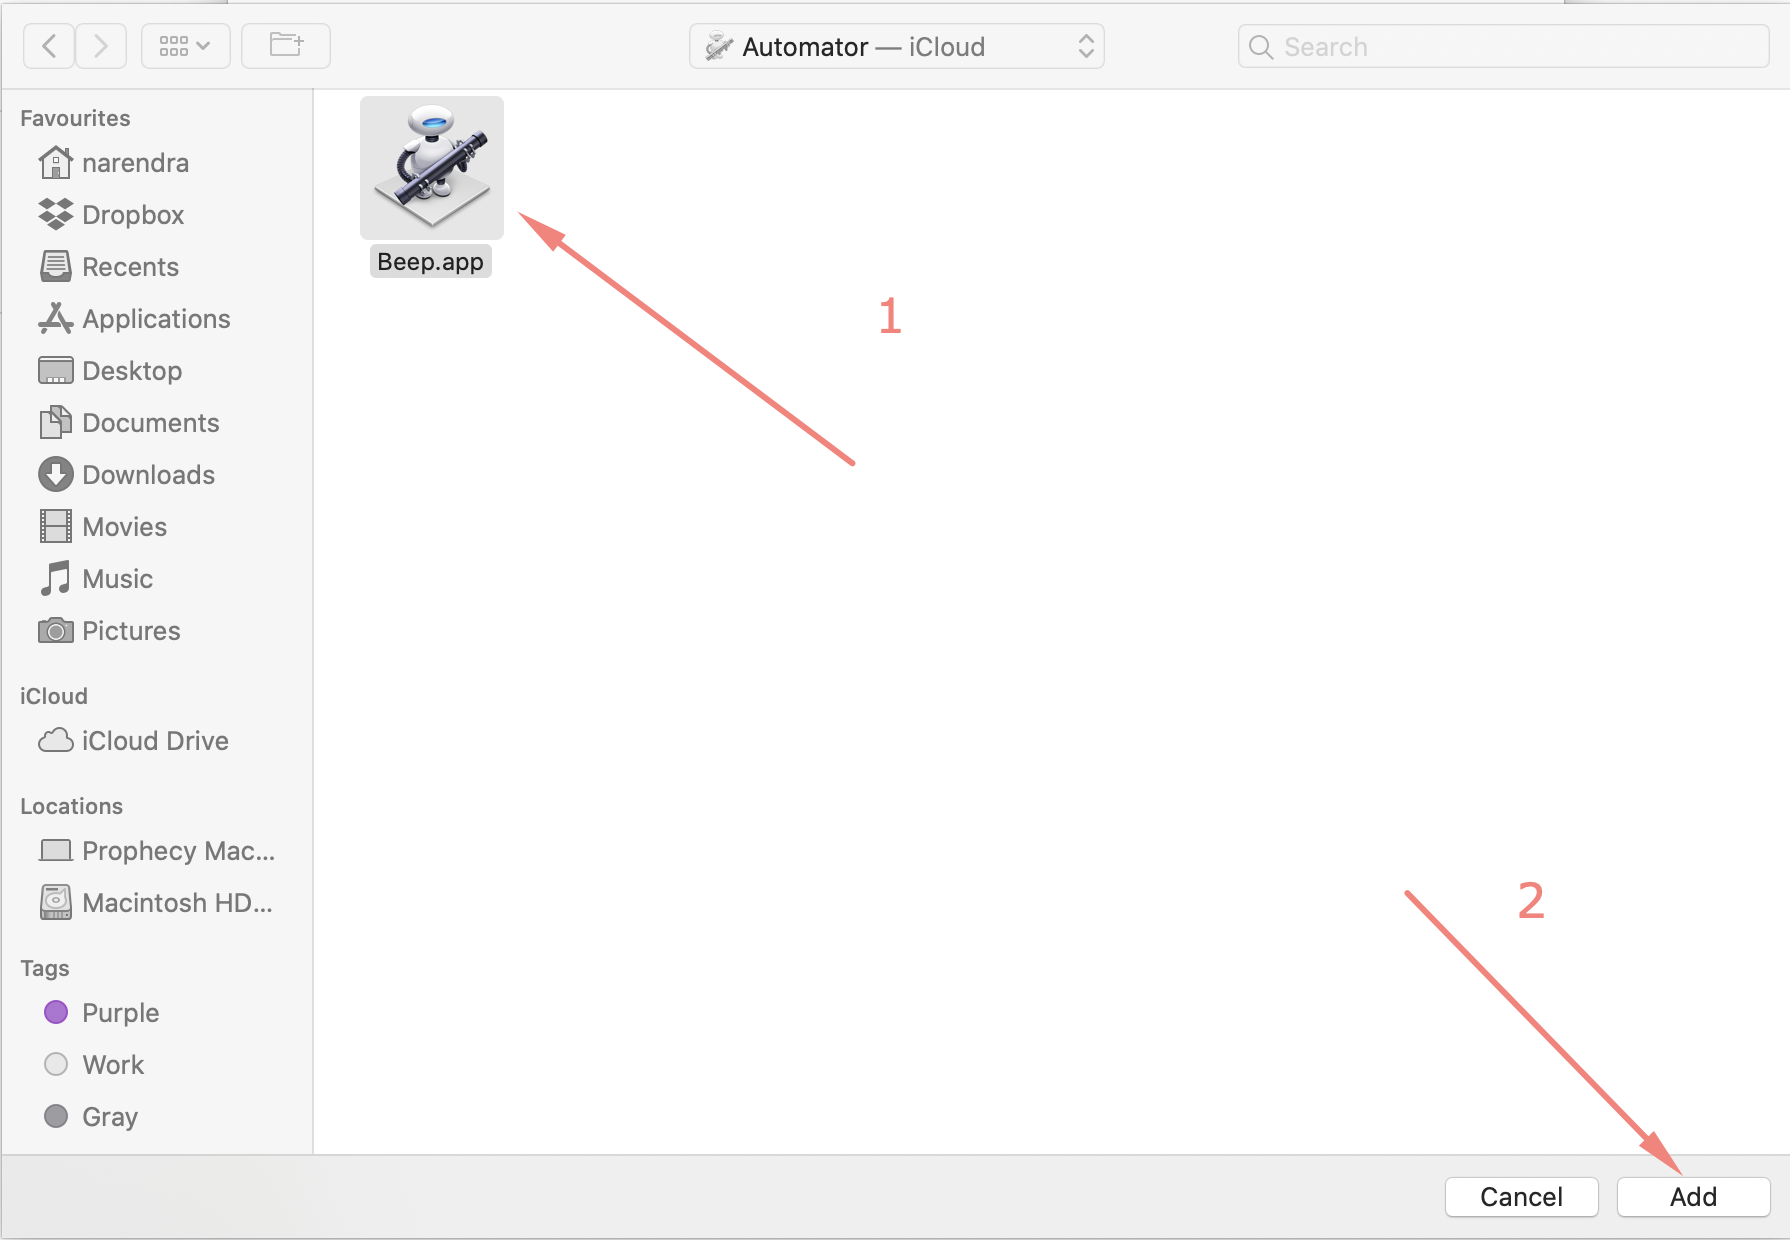 Automator — iCloud
Search
Favourites
narendra
Dropbox
Recents
Applications
Desktop
Documents
Downloads
Movies
Music
Pictures
iCloud
iCloud Drive
Locations
Prophecy Mac...
Macintosh HD...
Tags
Purple
Work
Gray
Beep.app
1
2
Cancel
Add